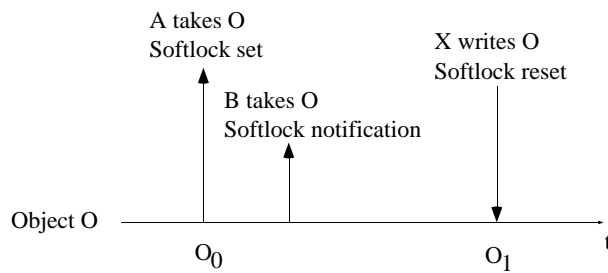 A takes O
Softlock set
X writes O
Softlock reset
B takes O
Softlock notification
Object O
t
O0
O1